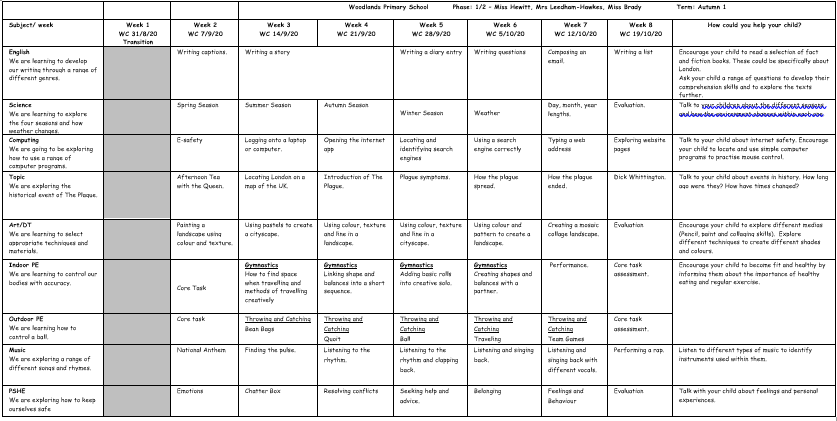 Woodlands Primary School Phase: 1/2 - Miss Hewitt, Mrs Leedham-Hawkes, Miss Brady Term: Autumn 1
Subject/ week
Week 1
WC 31/8/20
Transition
Week 2
WC 7/9/20
Week 3
WC 14/9/20
Week 4
WC 21/9/20
Week 5
WC 28/9/20
Week 6
WC 5/10/20
Week 7
WC 12/10/20
Week 8
WC 19/10/20
How could you help your child?
English
We are learning to develop
our writing through a range of
different genres.
Writing captions.
Writing a story
Writing a diary entry
Writing questions
Composing an
email.
Writing a list
Encourage your child to read a selection of fact
and fiction books. These could be specifically about
London.
Ask your child a range of questions to develop their
comprehension skills and to explore the texts
further.
Science
We are learning to explore
the four seasons and how
weather changes.
Spring Season
Summer Season
Autumn Season
Winter Season
Weather
Day, month, year
lengths.
Evaluation.
Talk to your children about the different seasons
Computing
We are going to be exploring
how to use a range of
computer programs.
E-safety
Logging onto a laptop
or computer.
Opening the internet
app
Locating and
identifying search
engines
Using a search
engine correctly
Typing a web
address
Exploring website
pages
Talk to your child about internet safety. Encourage
your child to locate and use simple computer
programs to practise mouse control.
Topic
We are exploring the
historical event of The Plague.
Afternoon Tea
with the Queen.
Locating London on a
map of the UK.
Introduction of The
Plague.
Plague symptoms.
How the plague
spread.
How the plague
ended.
Dick Whittington.
Talk to your child about events in history. How long
ago were they? How have times changed?
Art/DT
We are learning to select
appropriate techniques and
materials.
Painting a
landscape using
colour and texture.
Using pastels to create
a cityscape.
Using colour, texture
and line in a
landscape.
Using colour, texture
and line in a
cityscape.
Using colour and
pattern to create a
landscape.
Creating a mosaic
collage landscape.
Evaluation
Encourage your child to explore different medias
(Pencil, paint and collaging skills). Explore
different techniques to create different shades
and colours.
Indoor PE
We are learning to control our
bodies with accuracy.
Core Task
Gymnastics
How to find space
when travelling and
methods of travelling
creatively
Gymnastics
Linking shape and
balances into a short
sequence.
Gymnastics
Adding basic rolls
into creative solo.
Gymnastics
Creating shapes and
balances with a
partner.
Performance.
Core task
assessment.
Encourage your child to become fit and healthy by
informing them about the importance of healthy
eating and regular exercise.
Outdoor PE
We are learning how to
control a ball.
Core task
Throwing and Catching
Bean Bags
Throwing and
Catching
Quoit
Throwing and
Catching
Ball
Throwing and
Catching
Traveling
Throwing and
Catching
Team Games
Core task
assessment.
Music
We are exploring a range of
different songs and rhymes.
National Anthem
Finding the pulse.
Listening to the
rhythm.
Listening to the
rhythm and clapping
back.
Listening and singing
back.
Listening and
singing back with
different vocals.
Performing a rap.
Listen to different types of music to identify
instruments used within them.
PSHE
We are exploring how to keep
ourselves safe
Emotions
Chatter Box
Resolving conflicts
Seeking help and
advice.
Belonging
Feelings and
Behaviour
Evaluation
Talk with your child about feelings and personal
experiences.